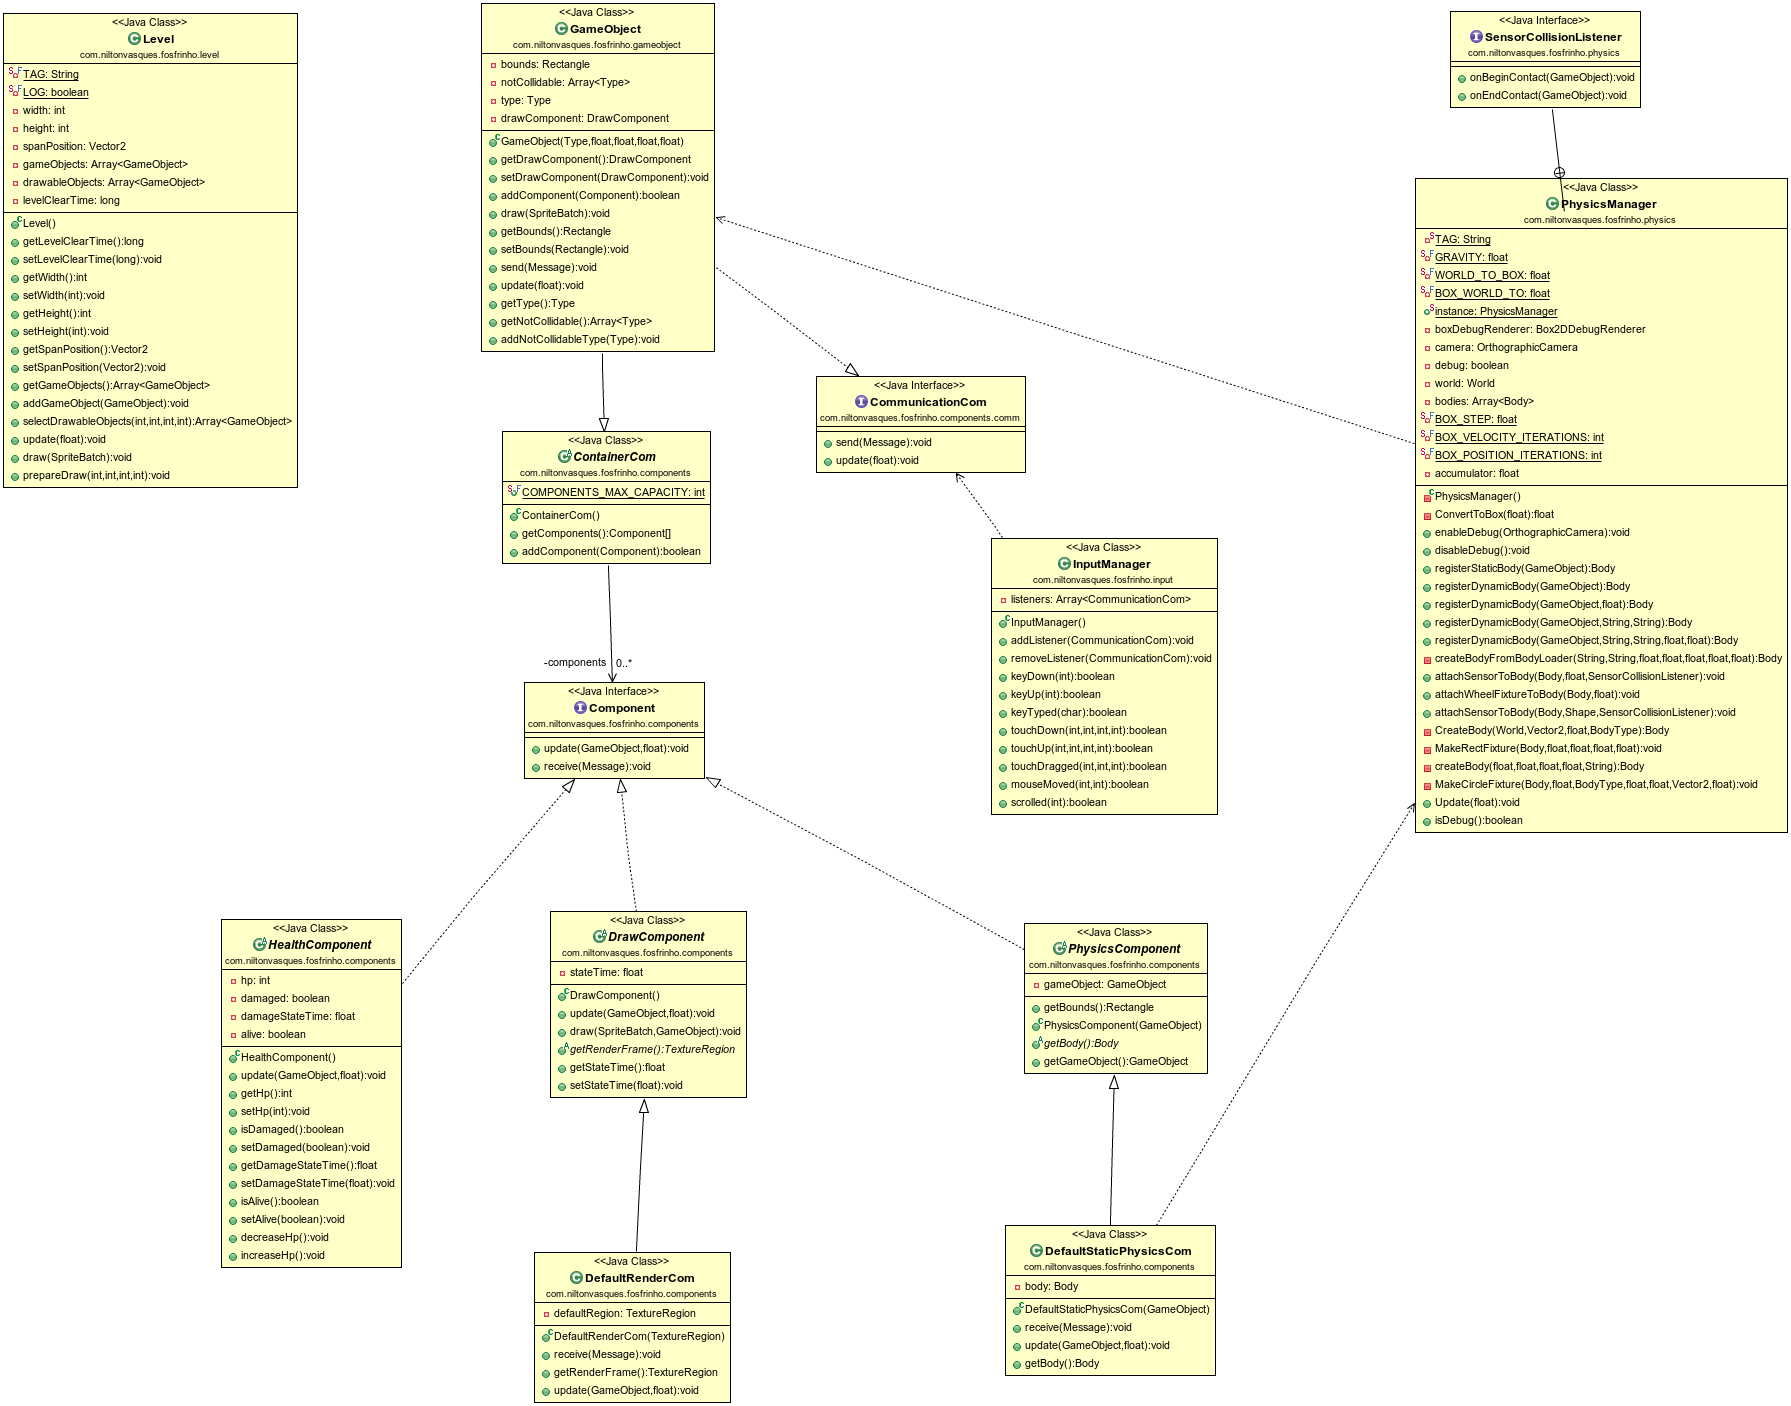 <<Java Class>>
Level
com.niltonvasques.fosfrinho.level
TAG: String
LOG: boolean
width: int
height: int
spanPosition: Vector2
gameObjects: Array<GameObject>
drawableObjects: Array<GameObject>
levelClearTime: long
Level()
getLevelClearTime():long
setLevelClearTime(long):void
getWidth():int
setWidth(int):void
getHeight():int
setHeight(int):void
getSpanPosition():Vector2
setSpanPosition(Vector2):void
getGameObjects():Array<GameObject>
addGameObject(GameObject):void
selectDrawableObjects(int,int,int,int):Array<GameObject>
update(float):void
draw(SpriteBatch):void
prepareDraw(int,int,int,int):void
<<Java Class>>
GameObject
com.niltonvasques.fosfrinho.gameobject
bounds: Rectangle
notCollidable: Array<Type>
type: Type
drawComponent: DrawComponent
GameObject(Type,float,float,float,float)
getDrawComponent():DrawComponent
setDrawComponent(DrawComponent):void
addComponent(Component):boolean
draw(SpriteBatch):void
getBounds():Rectangle
setBounds(Rectangle):void
send(Message):void
update(float):void
getType():Type
getNotCollidable():Array<Type>
addNotCollidableType(Type):void
<<Java Interface>>
SensorCollisionListener
com.niltonvasques.fosfrinho.physics
onBeginContact(GameObject):void
onEndContact(GameObject):void
<<Java Class>>
PhysicsManager
com.niltonvasques.fosfrinho.physics
TAG: String
GRAVITY: float
WORLD_TO_BOX: float
BOX_WORLD_TO: float
instance: PhysicsManager
boxDebugRenderer: Box2DDebugRenderer
camera: OrthographicCamera
debug: boolean
world: World
bodies: Array<Body>
BOX_STEP: float
BOX_VELOCITY_ITERATIONS: int
BOX_POSITION_ITERATIONS: int
accumulator: float
PhysicsManager()
ConvertToBox(float):float
enableDebug(OrthographicCamera):void
disableDebug():void
registerStaticBody(GameObject):Body
registerDynamicBody(GameObject):Body
registerDynamicBody(GameObject,float):Body
registerDynamicBody(GameObject,String,String):Body
registerDynamicBody(GameObject,String,String,float,float):Body
createBodyFromBodyLoader(String,String,float,float,float,float,float):Body
attachSensorToBody(Body,float,SensorCollisionListener):void
attachWheelFixtureToBody(Body,float):void
attachSensorToBody(Body,Shape,SensorCollisionListener):void
CreateBody(World,Vector2,float,BodyType):Body
MakeRectFixture(Body,float,float,float,float):void
createBody(float,float,float,float,String):Body
MakeCircleFixture(Body,float,BodyType,float,float,Vector2,float):void
Update(float):void
isDebug():boolean
<<Java Interface>>
CommunicationCom
com.niltonvasques.fosfrinho.components.comm
send(Message):void
update(float):void
<<Java Class>>
ContainerCom
com.niltonvasques.fosfrinho.components
COMPONENTS_MAX_CAPACITY: int
ContainerCom()
getComponents():Component[]
addComponent(Component):boolean
<<Java Class>>
InputManager
com.niltonvasques.fosfrinho.input
listeners: Array<CommunicationCom>
InputManager()
addListener(CommunicationCom):void
removeListener(CommunicationCom):void
keyDown(int):boolean
keyUp(int):boolean
keyTyped(char):boolean
touchDown(int,int,int,int):boolean
touchUp(int,int,int,int):boolean
touchDragged(int,int,int):boolean
mouseMoved(int,int):boolean
scrolled(int):boolean
-components 0..*
<<Java Interface>>
Component
com.niltonvasques.fosfrinho.components
update(GameObject,float):void
receive(Message):void
<<Java Class>>
HealthComponent
com.niltonvasques.fosfrinho.components
hp: int
damaged: boolean
damageStateTime: float
alive: boolean
HealthComponent()
update(GameObject,float):void
getHp():int
setHp(int):void
isDamaged():boolean
setDamaged(boolean):void
getDamageStateTime():float
setDamageStateTime(float):void
isAlive():boolean
setAlive(boolean):void
decreaseHp():void
increaseHp():void
<<Java Class>>
DrawComponent
com.niltonvasques.fosfrinho.components
stateTime: float
DrawComponent()
update(GameObject,float):void
draw(SpriteBatch,GameObject):void
getRenderFrame():TextureRegion
getStateTime():float
setStateTime(float):void
<<Java Class>>
PhysicsComponent
com.niltonvasques.fosfrinho.components
gameObject: GameObject
getBounds():Rectangle
PhysicsComponent(GameObject)
getBody():Body
getGameObject():GameObject
<<Java Class>>
DefaultRenderCom
com.niltonvasques.fosfrinho.components
defaultRegion: TextureRegion
DefaultRenderCom(TextureRegion)
receive(Message):void
getRenderFrame():TextureRegion
update(GameObject,float):void
<<Java Class>>
DefaultStaticPhysicsCom
com.niltonvasques.fosfrinho.components
body: Body
DefaultStaticPhysicsCom(GameObject)
receive(Message):void
update(GameObject,float):void
getBody():Body